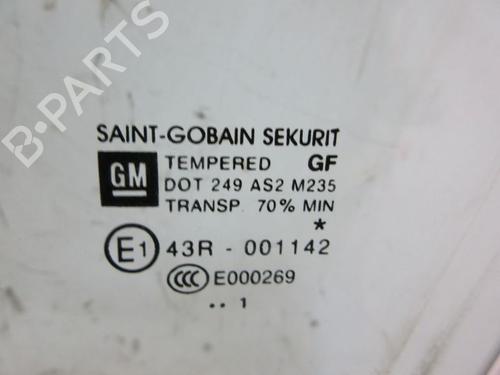 B-PARTS
SAINT-GOBAIN SEKURIT
GM TEMPERED GF
DOT 249 AS2 M235
TRANSP. 70% MIN
*
E1 43R - 001142
CCC E000269
.. 1